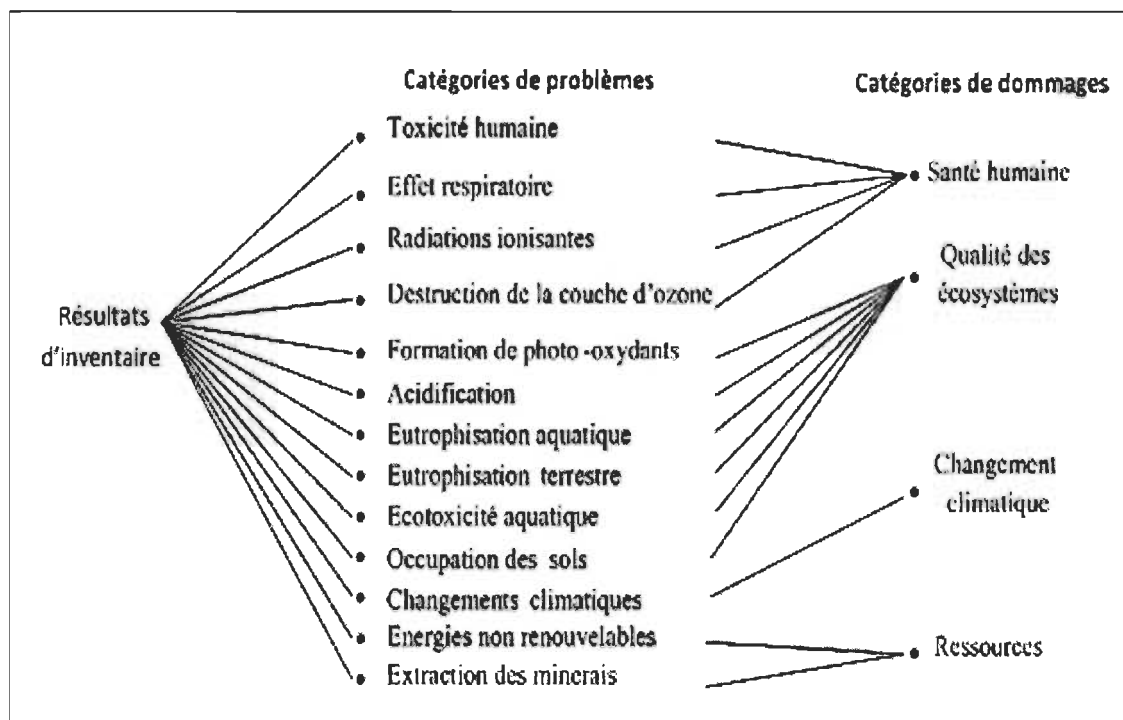 Catégories de problèmes
Toxicité humaine
Effet respiratoire
Radiations ionisantes
Destruction de la couche d'ozone
Formation de photo -oxydants
Acidification
Eutrophisation aquatique
Eutrophisation terrestre
Ecotoxicité aquatique
Occupation des sols
Changements climatiques
Energies non renouvelables
Extraction des minerais
Résultats
d'inventaire
Catégories de dommages
Santé humaine
Qualité des
écosystèmes
Changement
climatique
Ressources